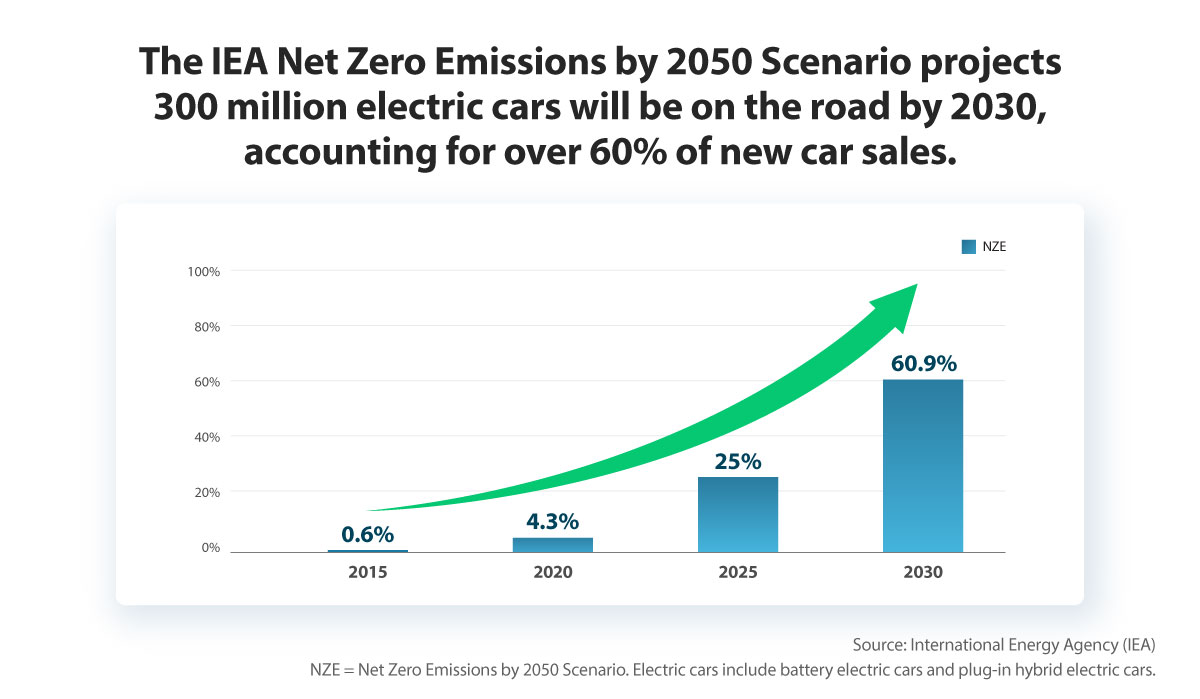 The IEA Net Zero Emissions by 2050 Scenario projects
300 million electric cars will be on the road by 2030,
accounting for over 60% of new car sales.
NZE
100%
80%
60%
40%
20%
0%
0.6%
4.3%
25%
60.9%
2015
2020
2025
2030
Source: International Energy Agency (IEA)
NZE = Net Zero Emissions by 2050 Scenario. Electric cars include battery electric cars and plug-in hybrid electric cars.